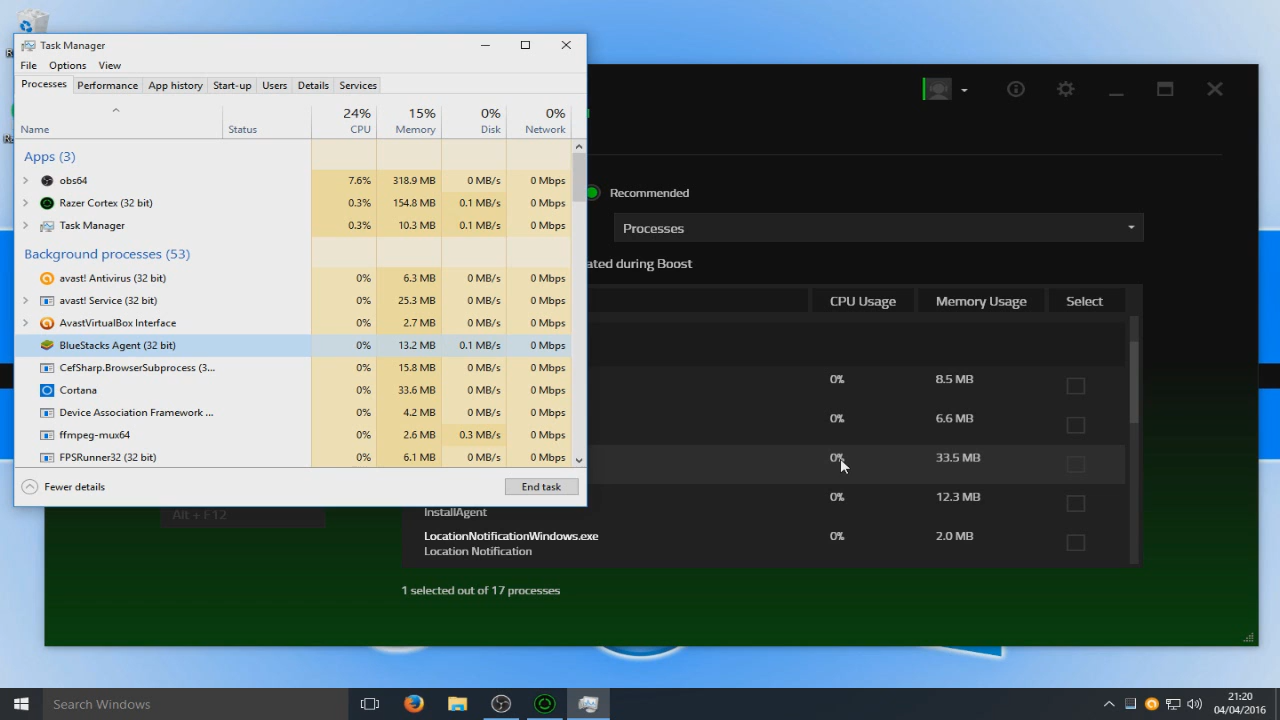 Task Manager
File Options View
Processes Performance App history Start-up Users Details Services
24% 15% 0% 0%
Name Status CPU Memory Disk Network
Apps (3)
obs64 7.6% 318.9 MB 0 MB/s 0 Mbps
Razer Cortex (32 bit) 0.3% 154.8 MB 0.1 MB/s 0 Mbps
Task Manager 0.3% 10.3 MB 0.1 MB/s 0 Mbps
Background processes (53)
avast! Antivirus (32 bit) 0% 6.3 MB 0 MB/s 0 Mbps
avast! Service (32 bit) 0% 25.3 MB 0 MB/s 0 Mbps
AvastVirtualBox Interface 0% 2.7 MB 0 MB/s 0 Mbps
BlueStacks Agent (32 bit) 0% 13.2 MB 0.1 MB/s 0 Mbps
CefSharp.BrowserSubprocess (3... 0% 15.8 MB 0 MB/s 0 Mbps
Cortana 0% 33.6 MB 0 MB/s 0 Mbps
Device Association Framework ... 0% 4.2 MB 0 MB/s 0 Mbps
ffmpeg-mux64 0% 2.6 MB 0.3 MB/s 0 Mbps
FPSRunner32 (32 bit) 0% 6.1 MB 0 MB/s 0 Mbps
Fewer details End task
Recommended
Processes
ated during Boost
CPU Usage Memory Usage Select
0% 8.5 MB
0% 6.6 MB
0% 33.5 MB
0% 12.3 MB
Alt + F12
InstallAgent
LocationNotificationWindows.exe 0% 2.0 MB
Location Notification
1 selected out of 17 processes
Search Windows
21:20
04/04/2016